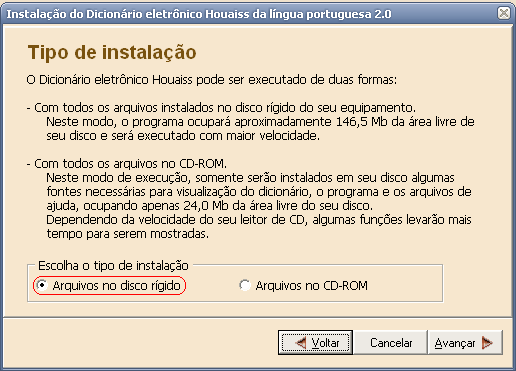 Instalação do Dicionário eletrônico Houaiss da língua portuguesa 2.0
Tipo de instalação
O Dicionário eletrônico Houaiss pode ser executado de duas formas:
- Com todos os arquivos instalados no disco rígido do seu equipamento.
Neste modo, o programa ocupará aproximadamente 146,5 Mb da área livre de
seu disco e será executado com maior velocidade.
- Com todos os arquivos no CD-ROM.
Neste modo de execução, somente serão instalados em seu disco algumas
fontes necessárias para visualização do dicionário, o programa e os arquivos de
ajuda, ocupando apenas 24,0 Mb da área livre do seu disco.
Dependendo da velocidade do seu leitor de CD, algumas funções levarão mais
tempo para serem mostradas.
Escolha o tipo de instalação
Arquivos no disco rígido
Arquivos no CD-ROM
Voltar
Cancelar
Avançar